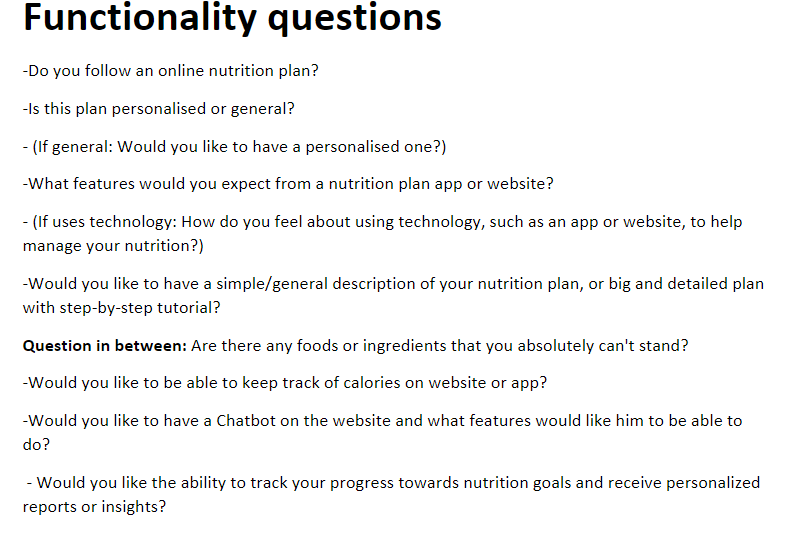 Functionality questions
-Do you follow an online nutrition plan?
-Is this plan personalised or general?
- (If general: Would you like to have a personalised one?)
-What features would you expect from a nutrition plan app or website?
- (If uses technology: How do you feel about using technology, such as an app or website, to help
manage your nutrition?)
-Would you like to have a simple/general description of your nutrition plan, or big and detailed plan
with step-by-step tutorial?
Question in between: Are there any foods or ingredients that you absolutely can't stand?
-Would you like to be able to keep track of calories on website or app?
-Would you like to have a Chatbot on the website and what features would like him to be able to
do?
- Would you like the ability to track your progress towards nutrition goals and receive personalized
reports or insights?